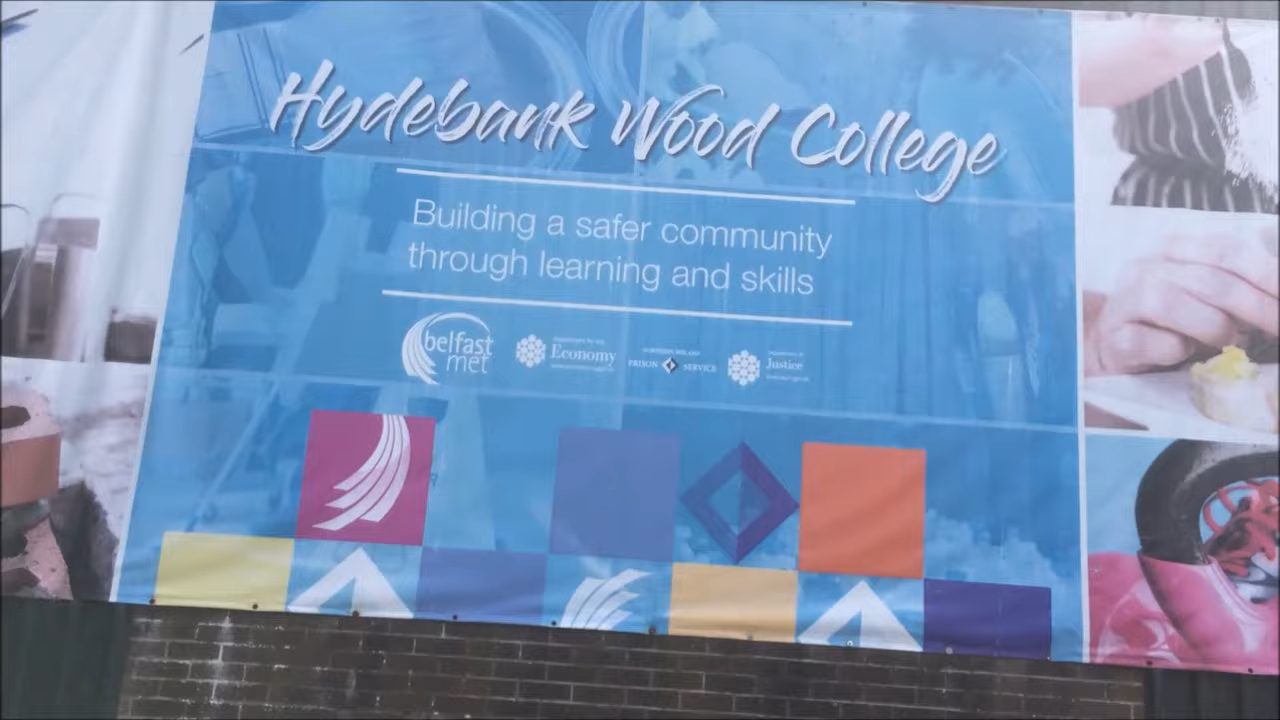 Hydebank Wood College
Building a safer community
through learning and skills
belfast
met
Economy
PRISON SERVICE
Justice